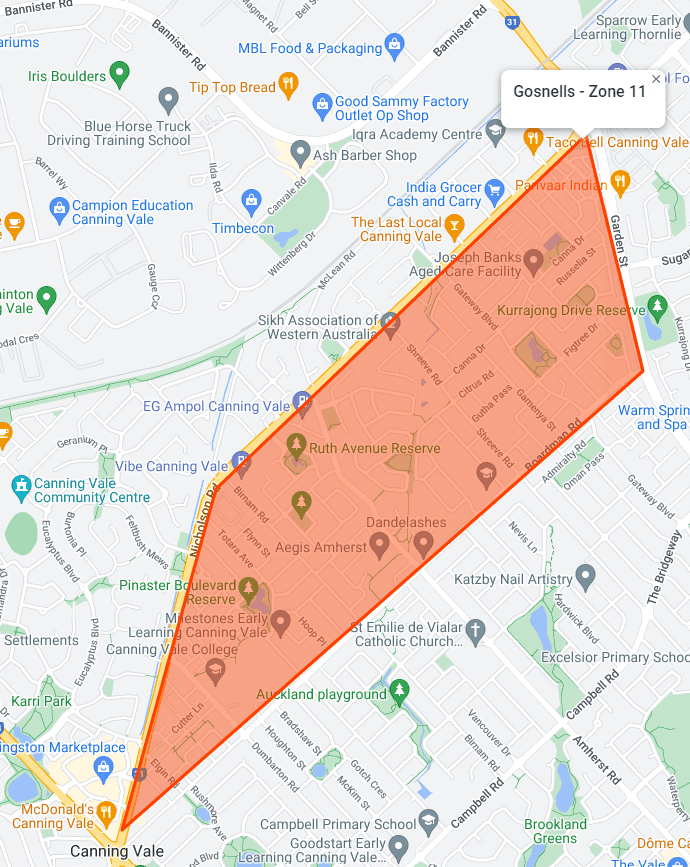 Bannister Rd
Magnet Rd
Bell S
31
Sparrow Early
Learning Thornlie
ariums
Bannister Rd
MBL Food & Packaging
Bannister Rd
Iris Boulders
Tip Top Bread
Gosnells - Zone 11
Good Sammy Factory
Outlet Op Shop
Blue Horse Truck
Driving Training School
Iqra Academy Centre
Taco Bell Canning Vale
Ash Barber Shop
Barrel Wy
Ilda Rd
Canvale Rd
India Grocer
Cash and Carry
Parivaar Indian
Campion Education
Canning Vale
Timbecon
The Last Local
Canning Vale
Garden St
Wittenberg Dr
McLean Rd
Canna Dr
Russelia St
Sugar
Joseph Banks
Aged Care Facility
Gauge Ccr
Gateway Blvd
Kurrajong Drive Reserve
inton
g Vale
Sikh Association of
Western Australia
Figtree Dr
Kurrajong Dr
odal Cres
Shreeve Rd
Canna Dr
Citrus Rd
Gutha Pass
Gamenya St
EG Ampol Canning Vale
Warm Sprin
and Spa
Geranium Pl
Ruth Avenue Reserve
Shreeve Rd
Boardman Rd
Admiralty Rd
Oman Pass
Vibe Canning Vale
Canning Vale
Community Centre
Nicholson Rd
Birnam Rd
Gateway Blvd
Burtonia Pl
Eucalyptus Blvd
Feltbush Mews
Flynn St
Totara Ave
Dandelashes
Aegis Amherst
Nevis Ln
The Bridgeway
Katzby Nail Artistry
Pinaster Boulevard
Reserve
Hardwick Blvd
Milestones Early
Learning Canning Vale
Hoop Pl
St Emilie de Vialar
Catholic Church...
Settlements
Eucalyptus Blvd
Canning Vale College
Excelsior Primary Schoo
Karri Park
Auckland playground
Campbell Rd
Cutter Ln
Bradshaw St
Houghton St
Dumbarton Rd
Vancouver Dr
Birnam Rd
Amherst Rd
ingston Marketplace
31
Elgin Rd
Gotch Cres
McKim St
Waterperry
McDonald's
Canning Vale
Rushmore Ave
Campbell Rd
Campbell Primary School
Brookland
Greens
Canning Vale
Blvd
Goodstart Early
Learning Canning Vale...
Dôme Ca
The Vale